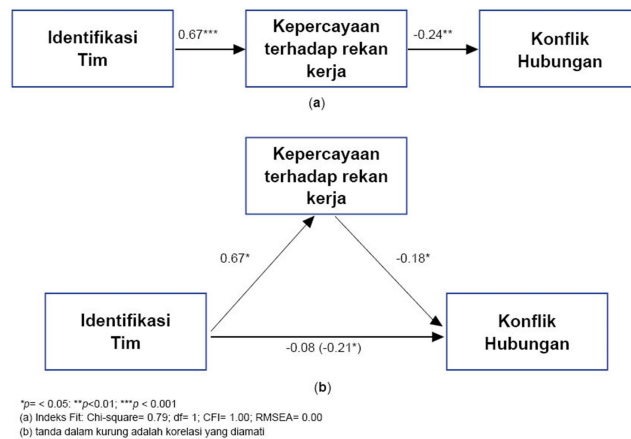 Identifikasi
Tim
0.67***
Kepercayaan
terhadap rekan
kerja
-0.24**
Konflik
Hubungan
(a)
Kepercayaan
terhadap rekan
kerja
0.67*
-0.18*
Identifikasi
Tim
-0.08 (-0.21*)
Konflik
Hubungan
(b)
*p= < 0.05: **p<0.01; ***p < 0.001
(a) Indeks Fit: Chi-square= 0.79; df= 1; CFI= 1.00; RMSEA= 0.00
(b) tanda dalam kurung adalah korelasi yang diamati